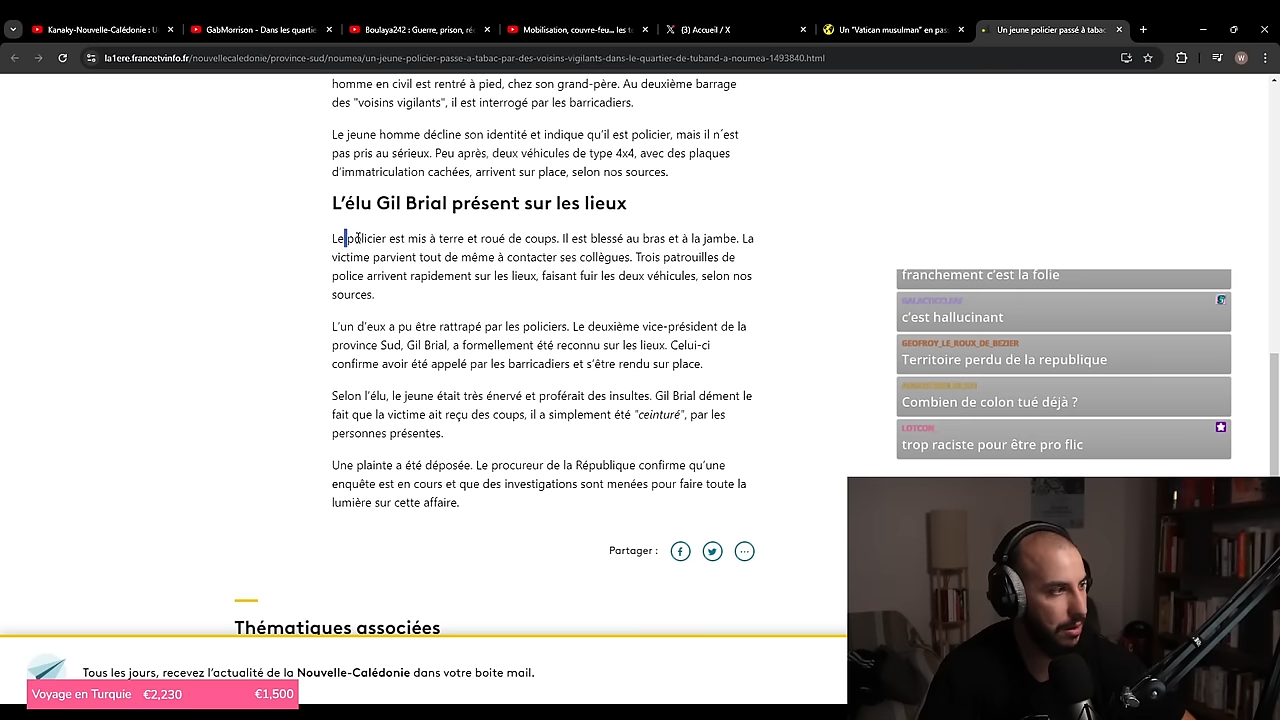 Kanaky-Nouvelle-Calédonie : U
GabMorrison - Dans les quartie
Boulaya242 : Guerre, prison, ré
Mobilisation, couvre-feu... les te
(3) Accueil / X
Un "Vatican musulman" en pas
Un jeune policier passé à tabac
la1ere.francetvinfo.fr/nouvellecaledonie/province-sud/noumea/un-jeune-policier-passe-a-tabac-par-des-voisins-vigilants-dans-le-quartier-de-tuband-a-noumea-1493840.html
W
homme en civil est rentré à pied, chez son grand-père. Au deuxième barrage
des "voisins vigilants", il est interrogé par les barricadiers.
Le jeune homme décline son identité et indique qu'il est policier, mais il n´est
pas pris au sérieux. Peu après, deux véhicules de type 4x4, avec des plaques
d'immatriculation cachées, arrivent sur place, selon nos sources.
L'élu Gil Brial présent sur les lieux
Le policier est mis à terre et roué de coups. Il est blessé au bras et à la jambe. La
victime parvient tout de même à contacter ses collègues. Trois patrouilles de
police arrivent rapidement sur les lieux, faisant fuir les deux véhicules, selon nos
sources.
L'un d'eux a pu être rattrapé par les policiers. Le deuxième vice-président de la
province Sud, Gil Brial, a formellement été reconnu sur les lieux. Celui-ci
confirme avoir été appelé par les barricadiers et s'être rendu sur place.
Selon l'élu, le jeune était très énervé et proférait des insultes. Gil Brial dément le
fait que la victime ait reçu des coups, il a simplement été "ceinturé", par les
personnes présentes.
Une plainte a été déposée. Le procureur de la République confirme qu'une
enquête est en cours et que des investigations sont menées pour faire toute la
lumière sur cette affaire.
Partager :
Thématiques associées
Tous les jours, recevez l'actualité de la Nouvelle-Calédonie dans votre boite mail.
Voyage en Turquie €2,230 €1,500
franchement c'est la folie
c'est hallucinant
GEOFROY_LE_ROUX_DE_BEZIER
Territoire perdu de la republique
Combien de colon tué déjà ?
LOTCON
trop raciste pour être pro flic